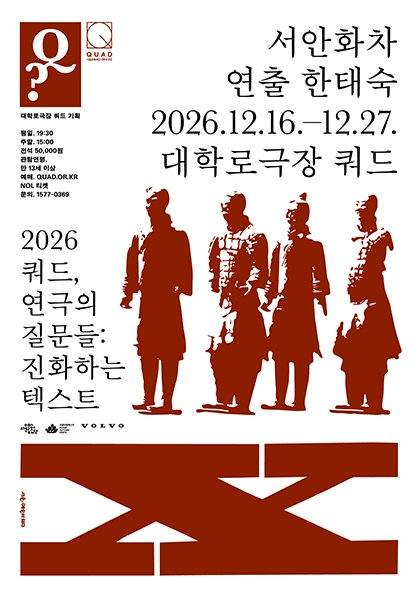 Q?
QUAD
대학로극장 쿼드 기획
평일. 19:30
주말. 15:00
전석 50,000원
관람연령.
만 13세 이상
예매. QUAD.OR.KR
NOL 티켓
문의. 1577-0369
서안화차
연출 한태숙
2026.12.16.–12.27.
대학로극장 쿼드
2026
쿼드,
연극의
질문들:
진화하는
텍스트
VOLVO